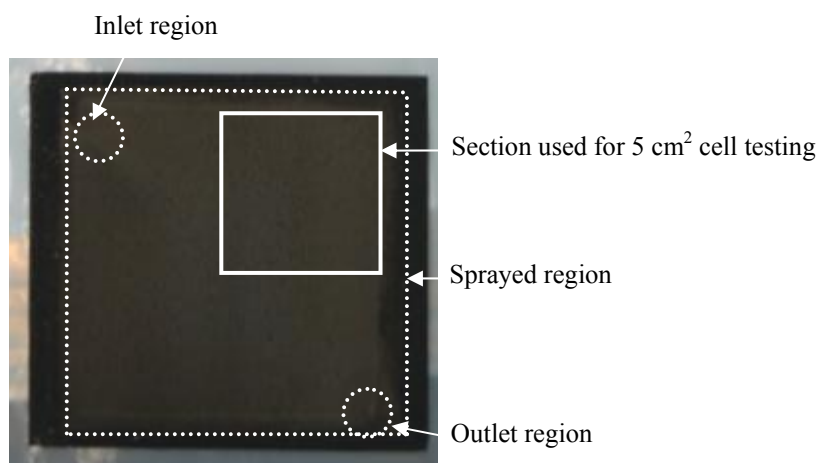 Inlet region
Section used for 5 cm² cell testing
Sprayed region
Outlet region